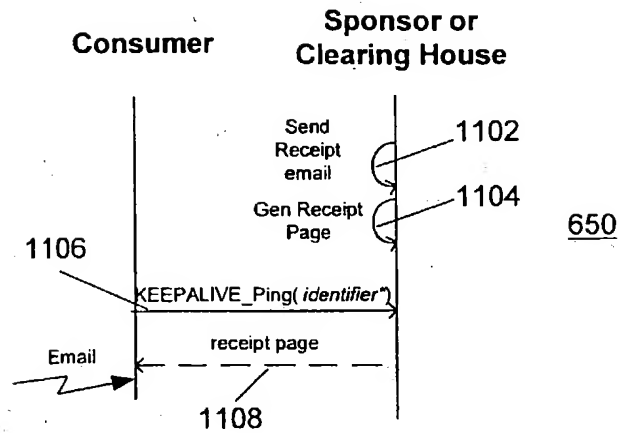 Consumer
Sponsor or
Clearing House
Send
Receipt
email
1102
Gen Receipt
Page
1104
650
1106
KEEPALIVE_Ping( identifier")
Email
receipt page
1108